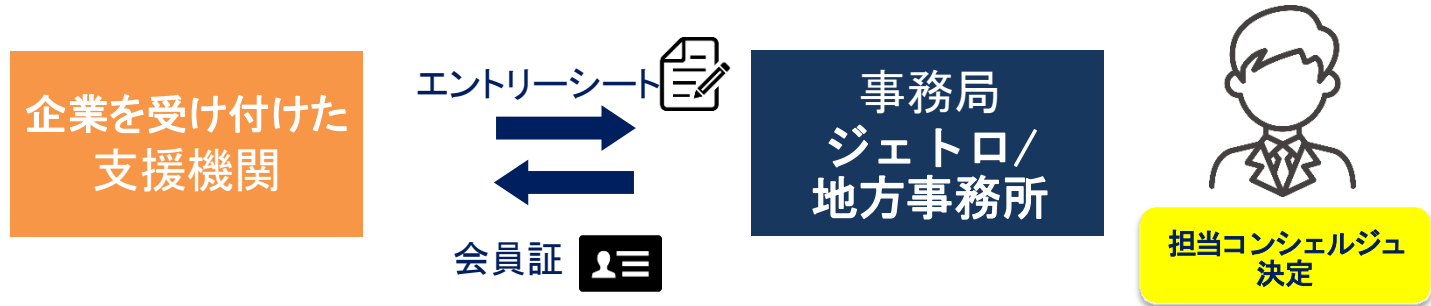 企業を受け付けた
支援機関
エントリーシート
会員証
事務局
ジェトロ/
地方事務所
担当コンシェルジュ
決定